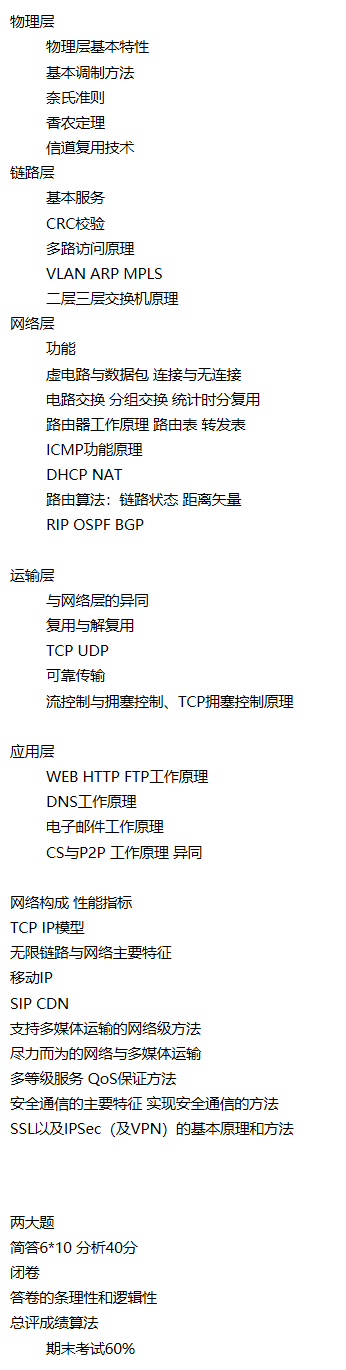 物理层
物理层基本特性
基本调制方法
奈氏准则
香农定理
信道复用技术
链路层
基本服务
CRC校验
多路访问原理
VLAN ARP MPLS
二层三层交换机原理
网络层
功能
虚电路与数据包 连接与无连接
电路交换 分组交换 统计时分复用
路由器工作原理 路由表 转发表
ICMP功能原理
DHCP NAT
路由算法：链路状态 距离矢量
RIP OSPF BGP
运输层
与网络层的异同
复用与解复用
TCP UDP
可靠传输
流控制与拥塞控制、TCP拥塞控制原理
应用层
WEB HTTP FTP工作原理
DNS工作原理
电子邮件工作原理
CS与P2P 工作原理 异同
网络构成 性能指标
TCP IP模型
无限链路与网络主要特征
移动IP
SIP CDN
支持多媒体运输的网络级方法
尽力而为的网络与多媒体运输
多等级服务 QoS保证方法
安全通信的主要特征 实现安全通信的方法
SSL以及IPSec（及VPN）的基本原理和方法
两大题
简答6*10 分析40分
闭卷
答卷的条理性和逻辑性
总评成绩算法
期末考试60%